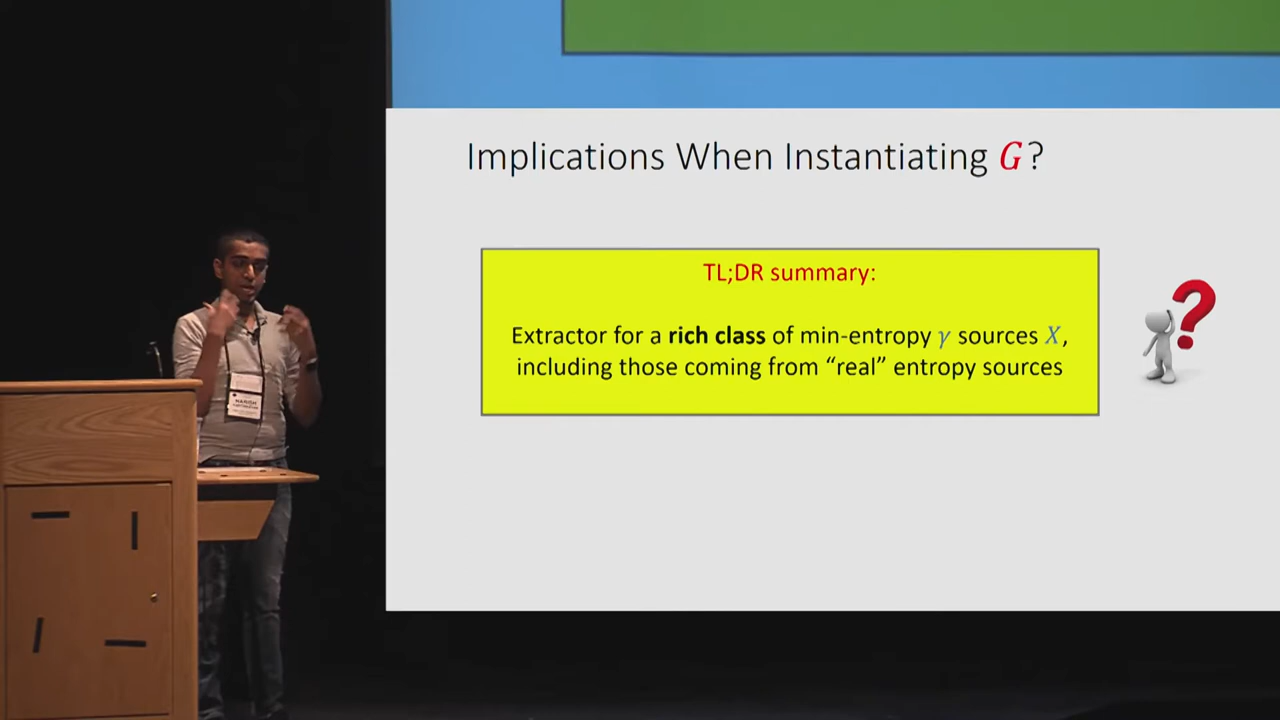 Implications When Instantiating G?
TL;DR summary:
Extractor for a rich class of min-entropy γ sources X,
including those coming from “real” entropy sources